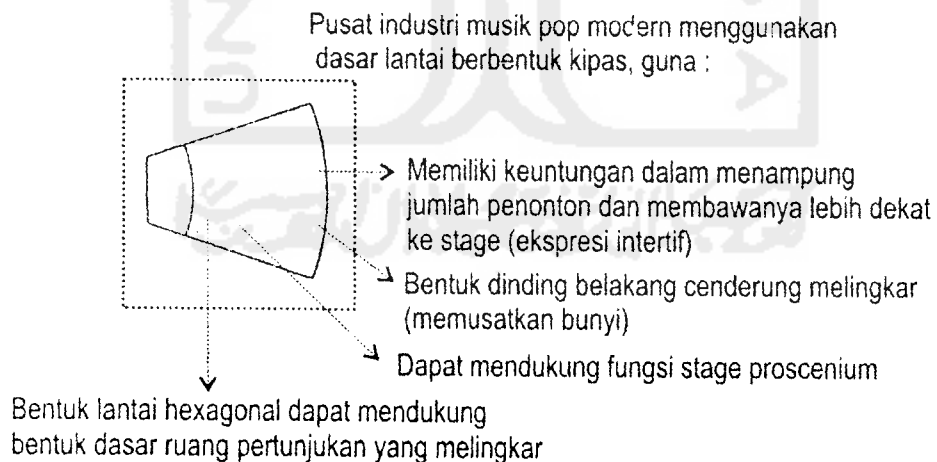 Pusat industri musik pop modern menggunakan
dasar lantai berbentuk kipas, guna :
Memiliki keuntungan dalam menampung
jumlah penonton dan membawanya lebih dekat
ke stage (ekspresi intertif)
Bentuk dinding belakang cenderung melingkar
(memusatkan bunyi)
Dapat mendukung fungsi stage proscenium
Bentuk lantai hexagonal dapat mendukung
bentuk dasar ruang pertunjukan yang melingkar